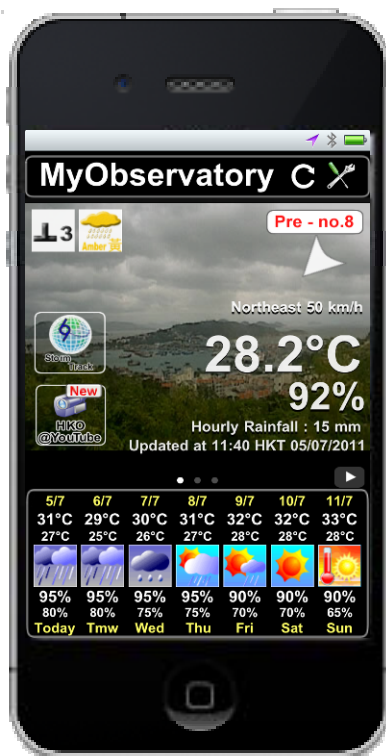 MyObservatory
3
Amber 黃
Pre - no.8
Northeast 50 km/h
Storm
Track
28.2°C
92%
New
HKO
@YouTube
Hourly Rainfall : 15 mm
Updated at 11:40 HKT 05/07/2011
5/7 6/7 7/7 8/7 9/7 10/7 11/7
31°C 29°C 30°C 31°C 32°C 32°C 33°C
27°C 25°C 26°C 27°C 28°C 28°C 28°C
95% 95% 95% 95% 90% 90% 90%
80% 80% 75% 75% 70% 70% 65%
Today Tmw Wed Thu Fri Sat Sun